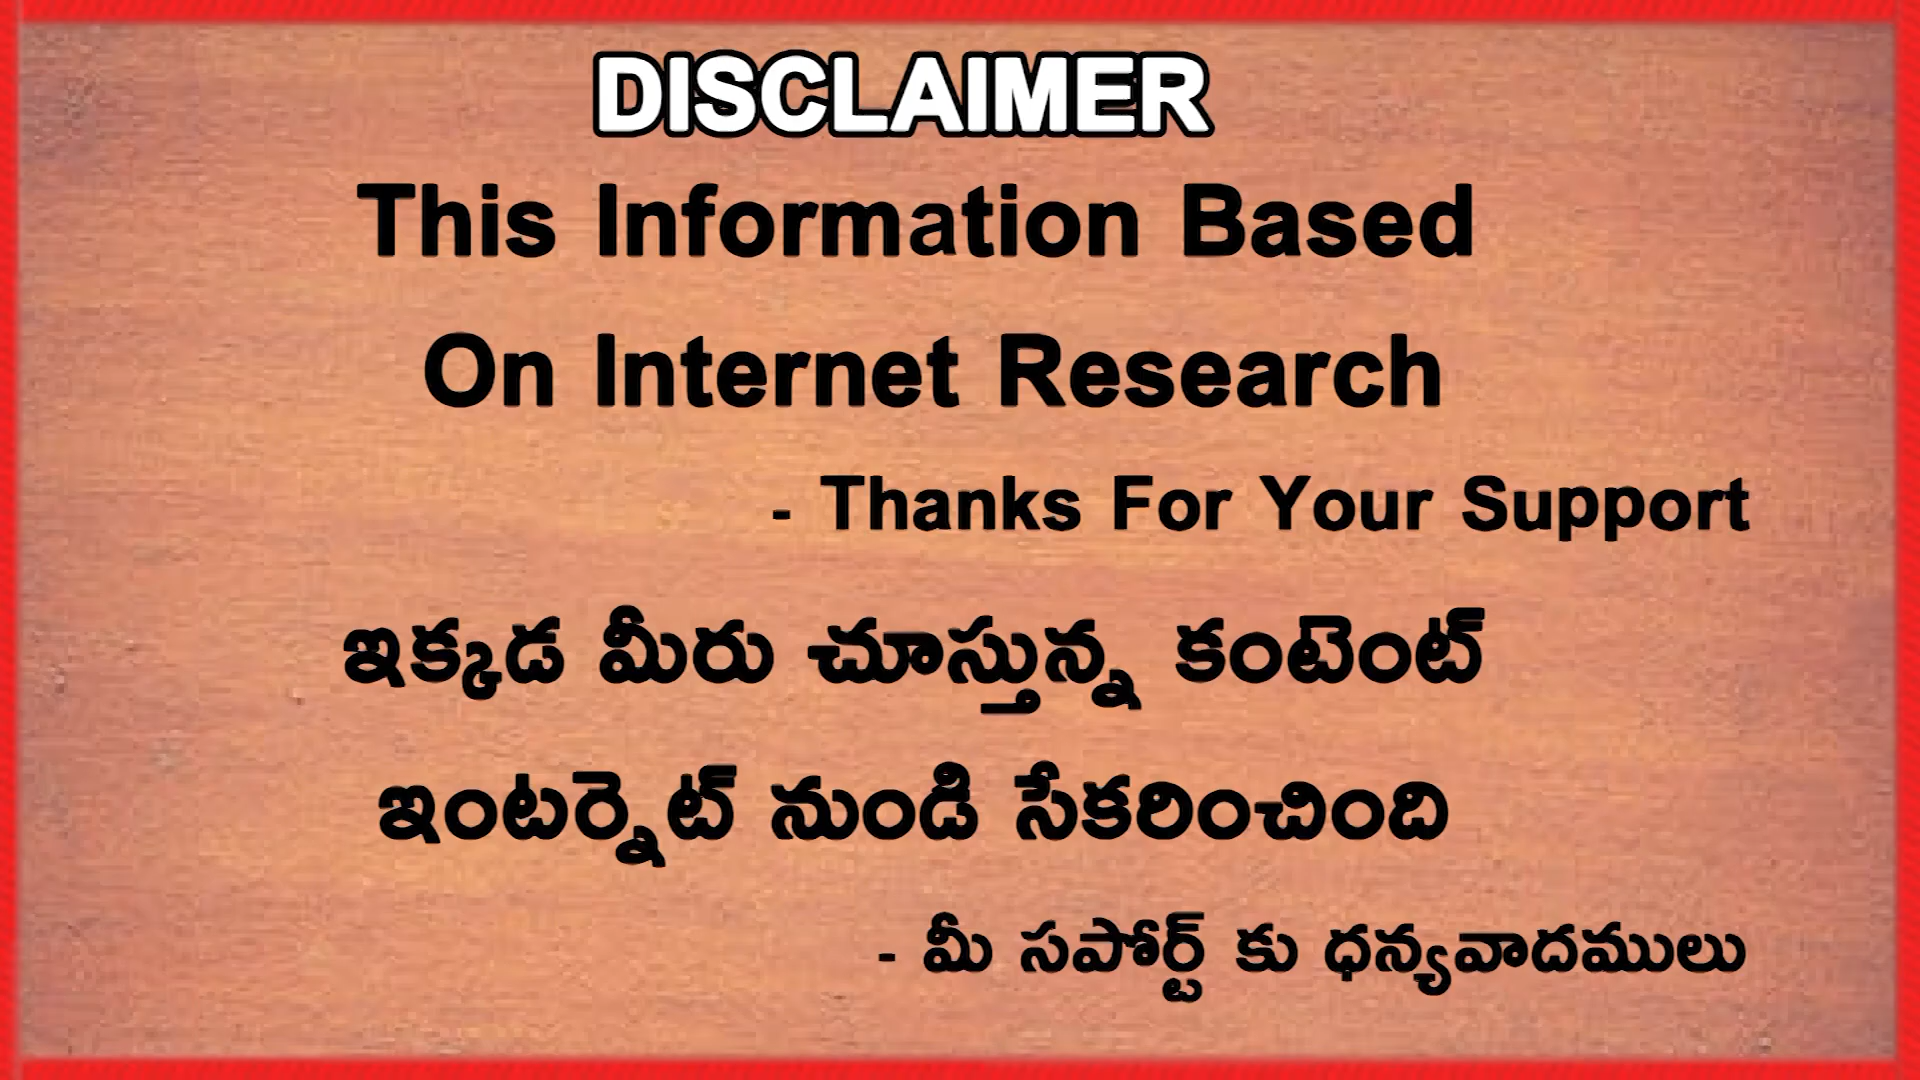 DISCLAIMER
This Information Based
On Internet Research
- Thanks For Your Support
ఇక్కడ మీరు చూస్తున్న కంటెంట్
ఇంటర్నెట్ నుండి సేకరించింది
- మీ సపోర్ట్ కు ధన్యవాదములు